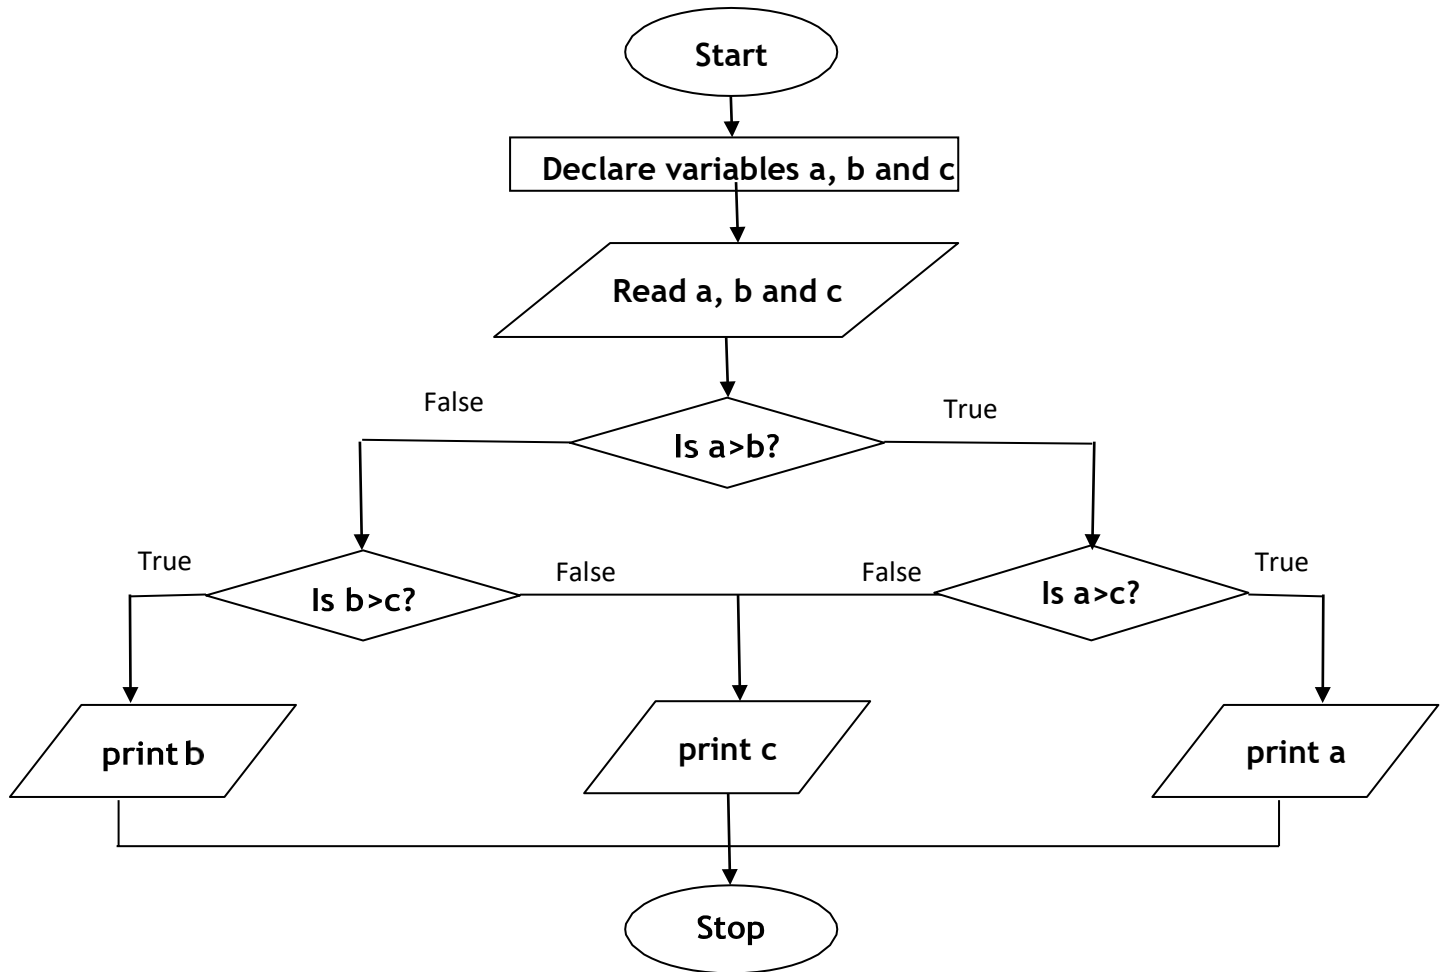 Start
Declare variables a, b and c
Read a, b and c
False
True
Is a>b?
True
False
False
True
Is b>c?
Is a>c?
print b
print c
print a
Stop